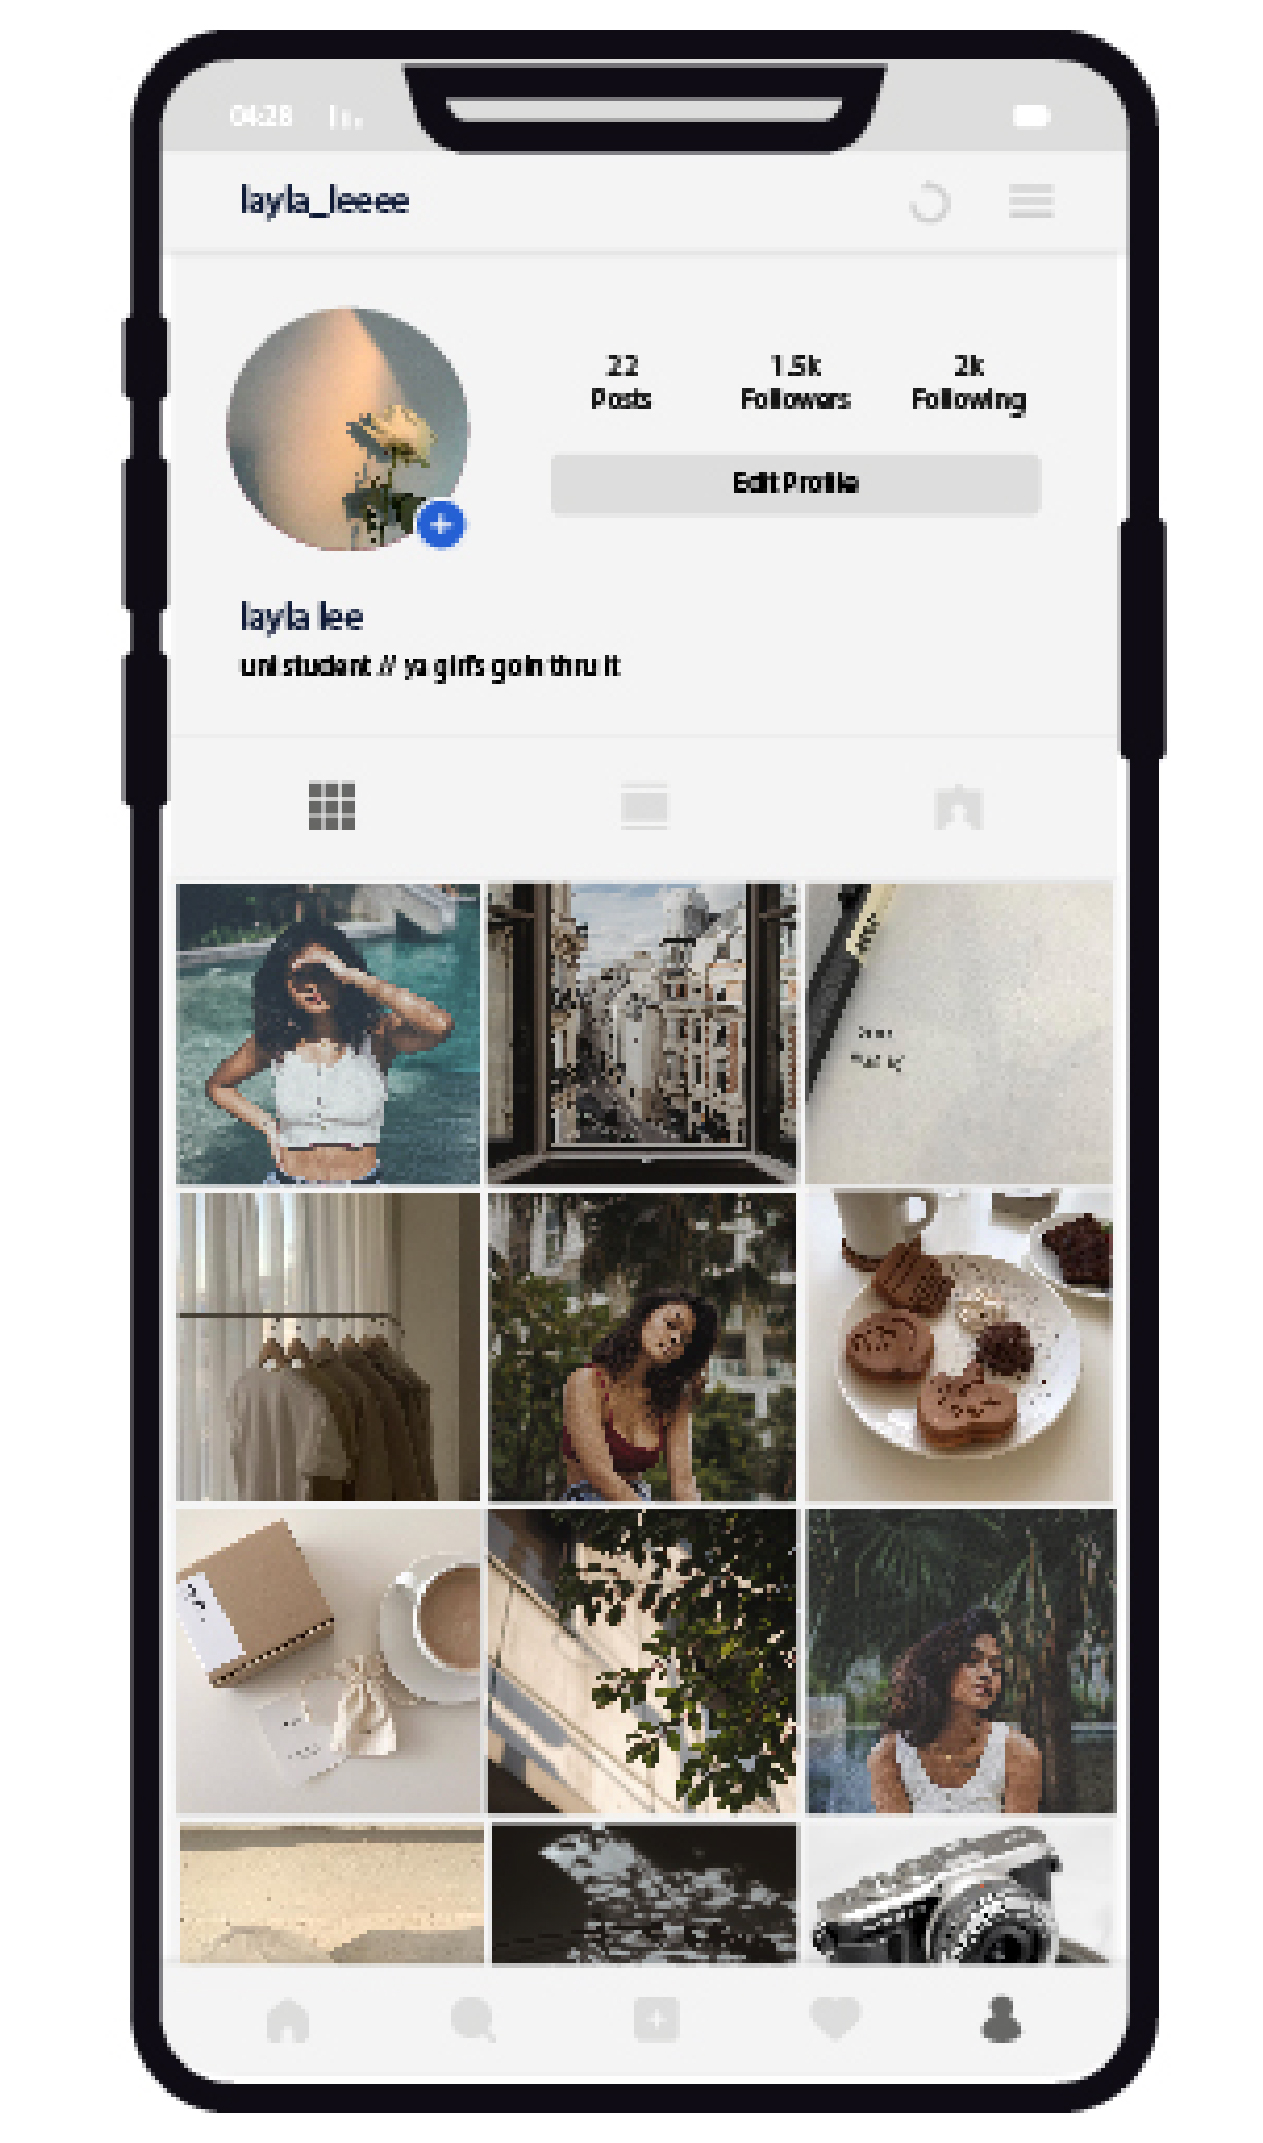 04:28
layla_leeee
22 1.5k 2k
Posts Followers Following
Edit Profile
layla lee
uni student // ya girl's goin thru it